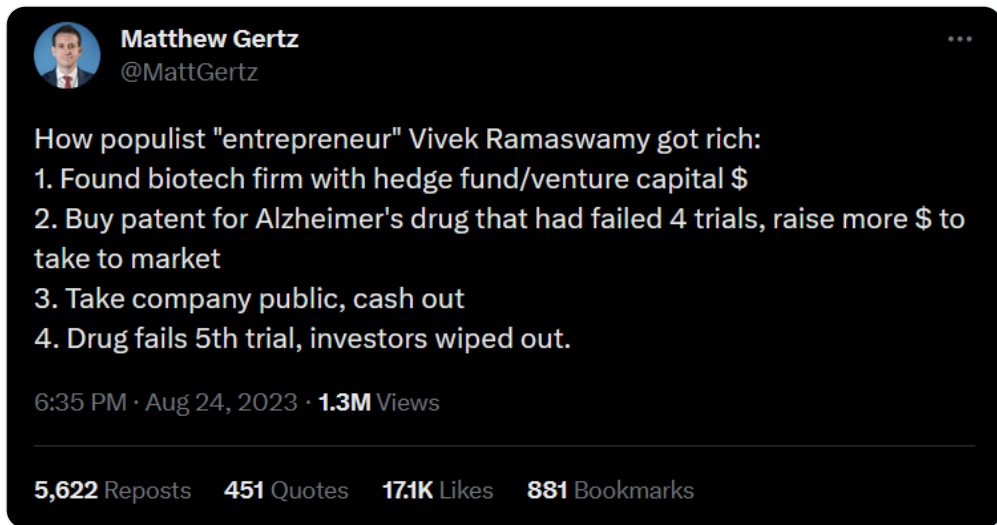 Matthew Gertz
@MattGertz
How populist "entrepreneur" Vivek Ramaswamy got rich:
1. Found biotech firm with hedge fund/venture capital $
2. Buy patent for Alzheimer's drug that had failed 4 trials, raise more $ to
take to market
3. Take company public, cash out
4. Drug fails 5th trial, investors wiped out.
6:35 PM · Aug 24, 2023 · 1.3M Views
5,622 Reposts 451 Quotes 17.1K Likes 881 Bookmarks